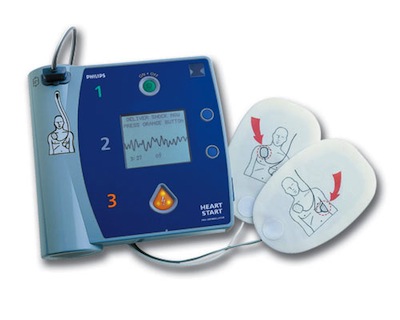 PHILIPS
ON • OFF
1
DELIVER SHOCK NOW
PRESS ORANGE BUTTON
2
3
HEART
START